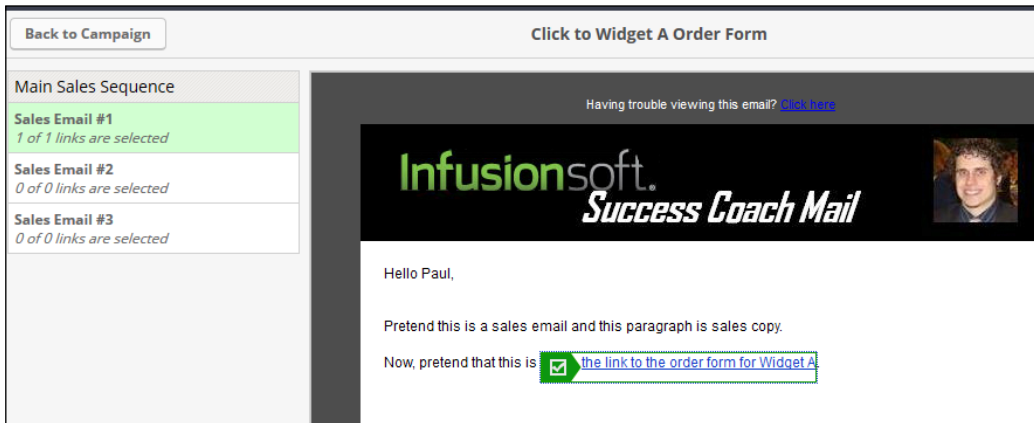 Back to Campaign
Click to Widget A Order Form
Main Sales Sequence
Sales Email #1
1 of 1 links are selected
Sales Email #2
0 of 0 links are selected
Sales Email #3
0 of 0 links are selected
Having trouble viewing this email? Click here
Infusionsoft.
Success Coach Mail
Hello Paul,
Pretend this is a sales email and this paragraph is sales copy.
Now, pretend that this is the link to the order form for Widget A.